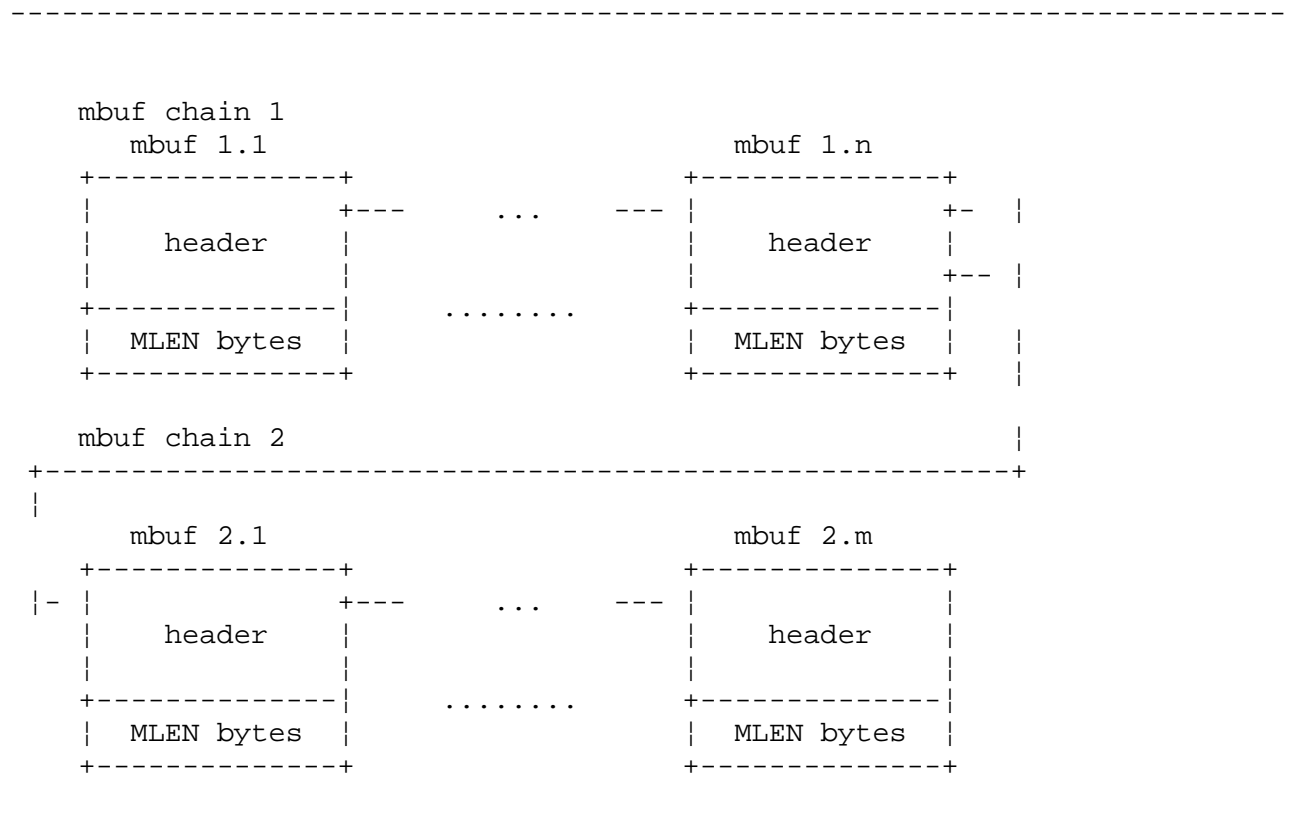 mbuf chain 1
mbuf 1.1 mbuf 1.n
... 
header header
........
MLEN bytes MLEN bytes
mbuf chain 2
mbuf 2.1 mbuf 2.m
...
header header
........
MLEN bytes MLEN bytes